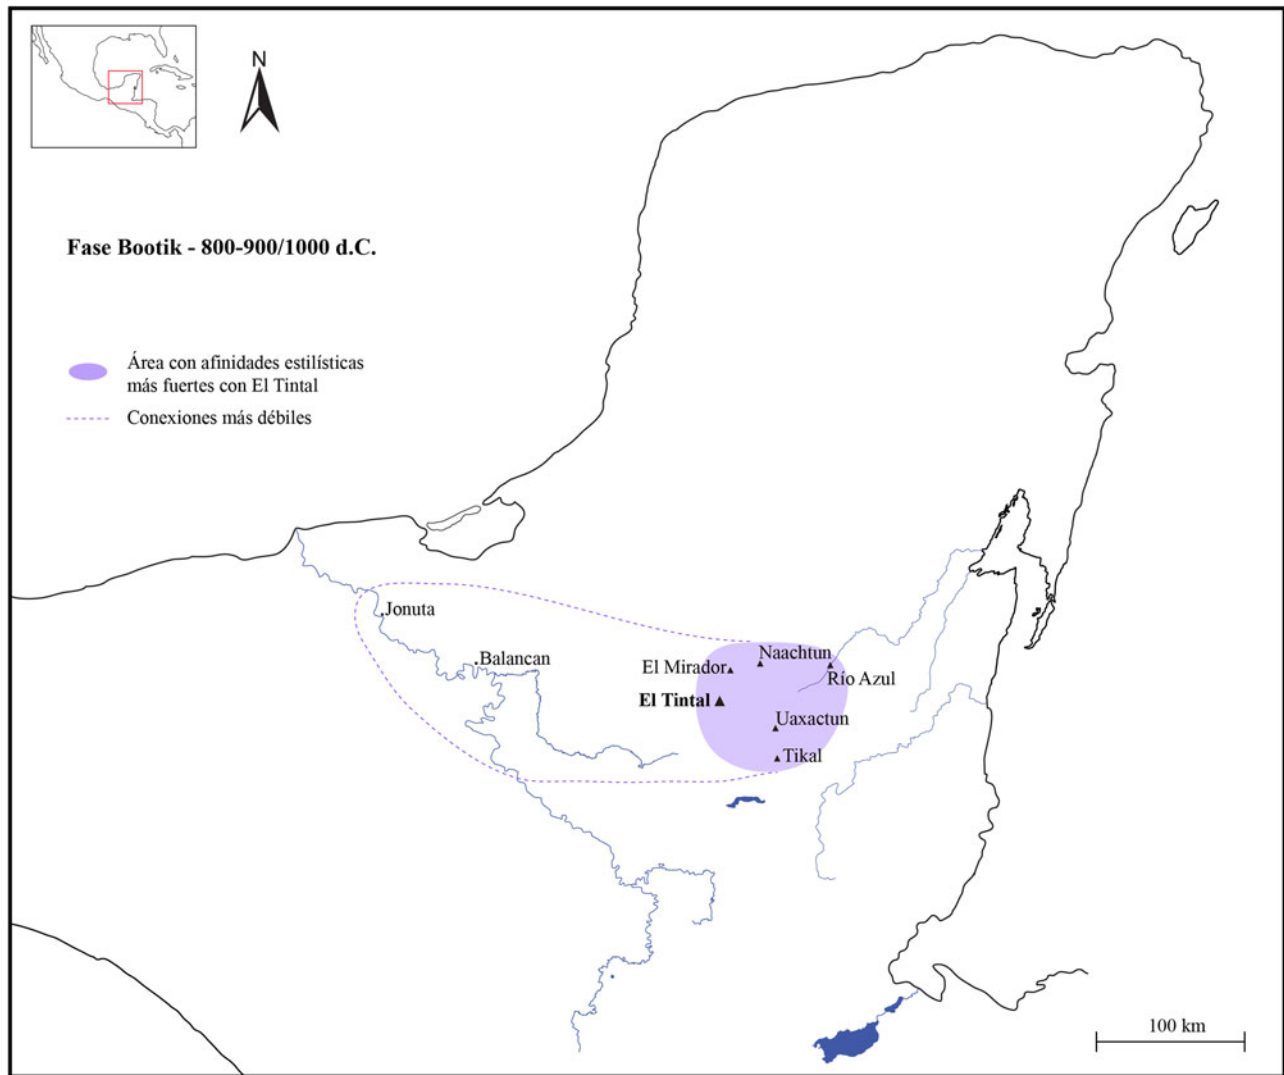 N
Fase Bootik - 800-900/1000 d.C.
Área con afinidades estilísticas
más fuertes con El Tintal
Conexiones más débiles
Jonuta
Balancan
El Mirador
Naachtun
Río Azul
El Tintal
Uaxactun
Tikal
100 km